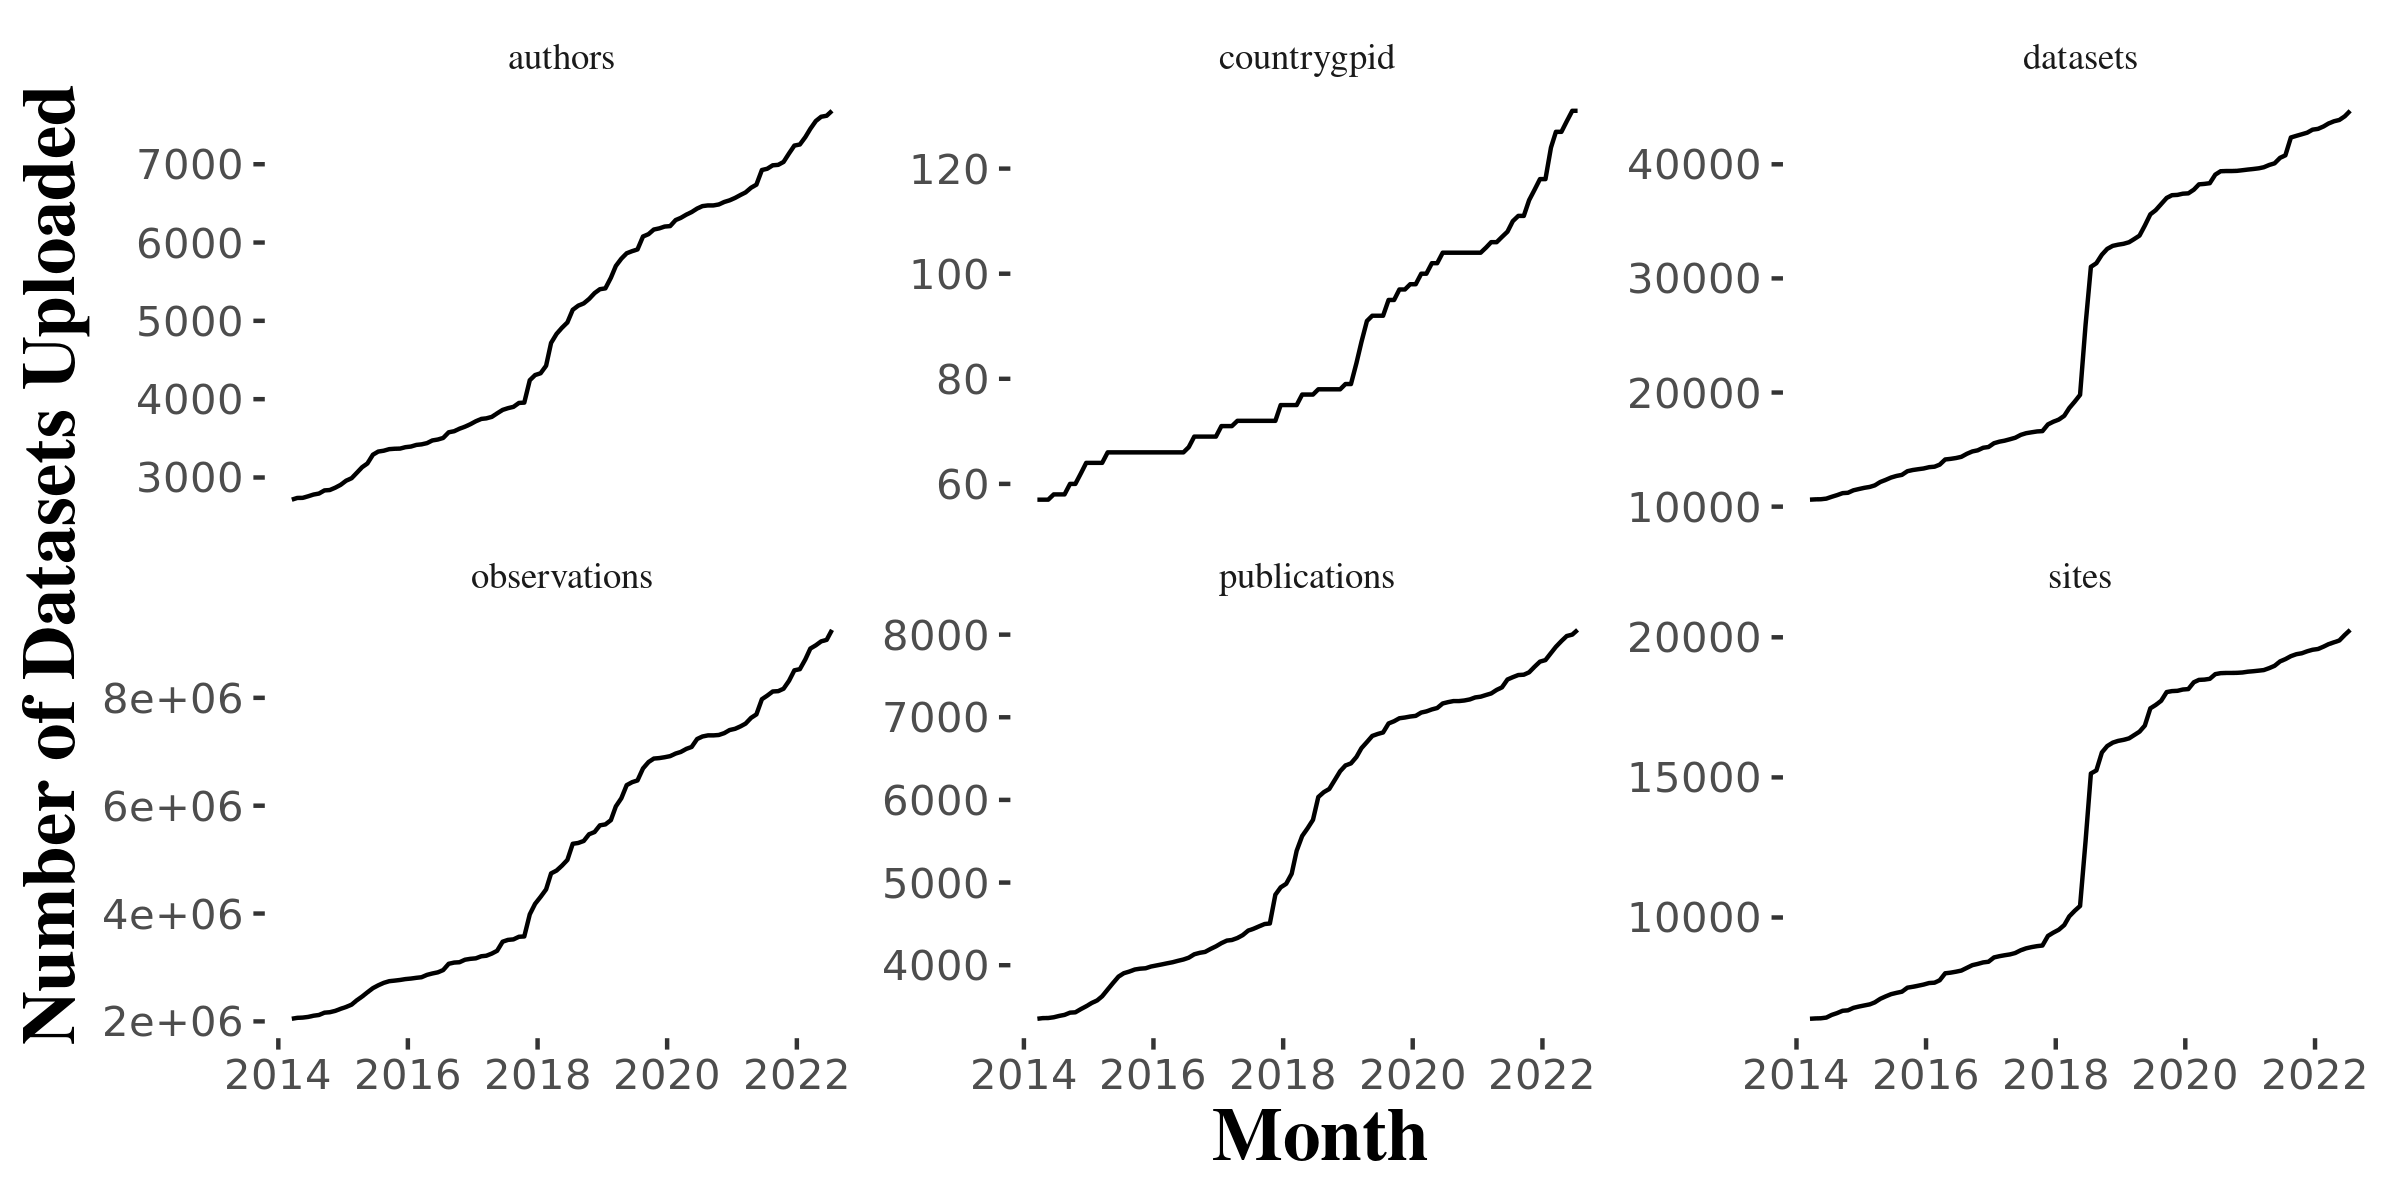 Number of Datasets Uploaded
authors
7000
6000
5000
4000
3000
countrygpid
120
100
80
60
datasets
40000
30000
20000
10000
observations
8e+06
6e+06
4e+06
2e+06
2014 2016 2018 2020 2022
publications
8000
7000
6000
5000
4000
2014 2016 2018 2020 2022
sites
20000
15000
10000
2014 2016 2018 2020 2022
Month